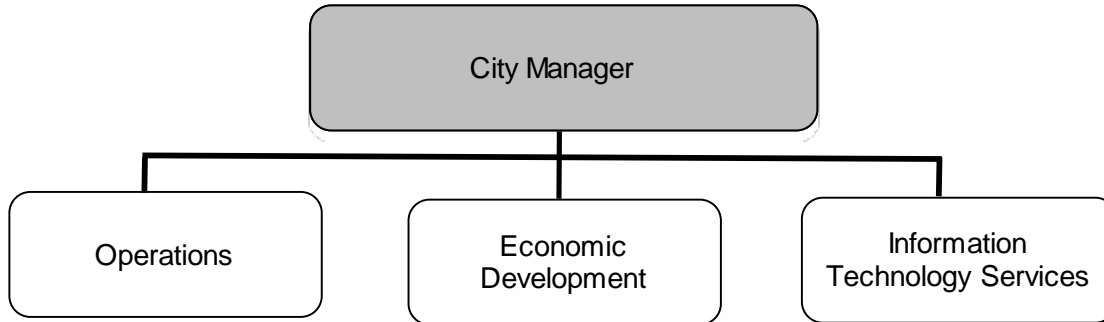 City Manager
Operations
Economic
Development
Information
Technology Services